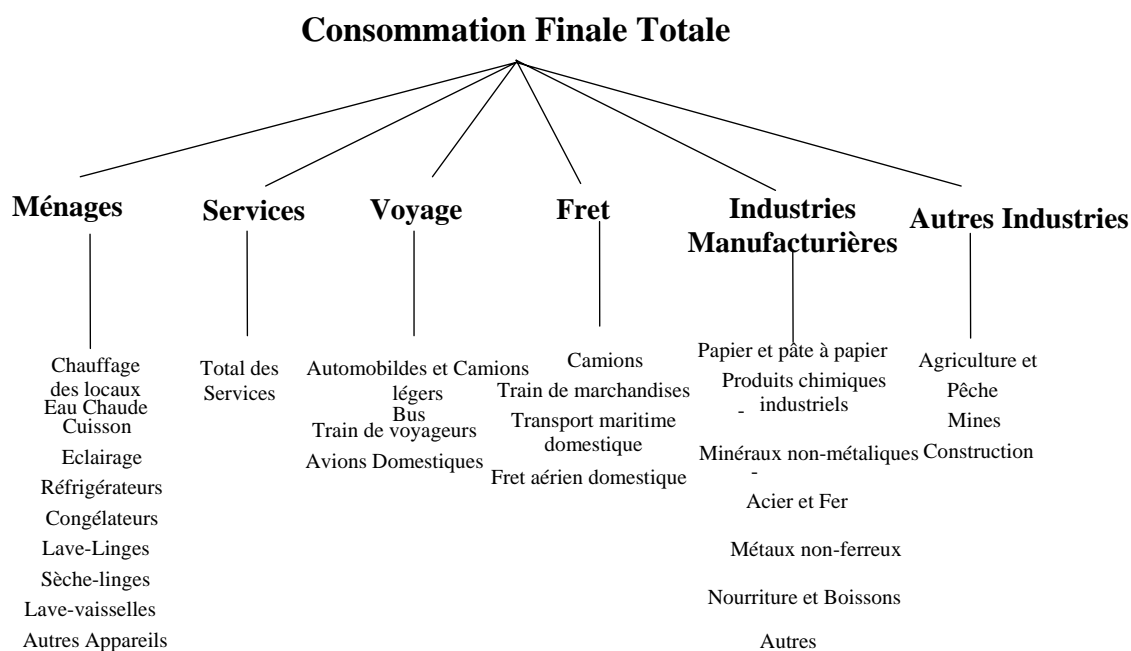 Consommation Finale Totale
Ménages
Services
Voyage
Fret
Industries
Manufacturières
Autres Industries
Chauffage
des locaux
Eau Chaude
Cuisson
Eclairage
Réfrigérateurs
Congélateurs
Lave-Linges
Sèche-linges
Lave-vaisselles
Autres Appareils
Total des
Services
Automobildes et Camions
légers
Bus
Train de voyageurs
Avions Domestiques
Camions
Train de marchandises
Transport maritime
domestique
Fret aérien domestique
Papier et pâte à papier
Produits chimiques
industriels
-
Minéraux non-métaliques
-
Acier et Fer
Métaux non-ferreux
Nourriture et Boissons
Autres
Agriculture et
Pêche
Mines
Construction